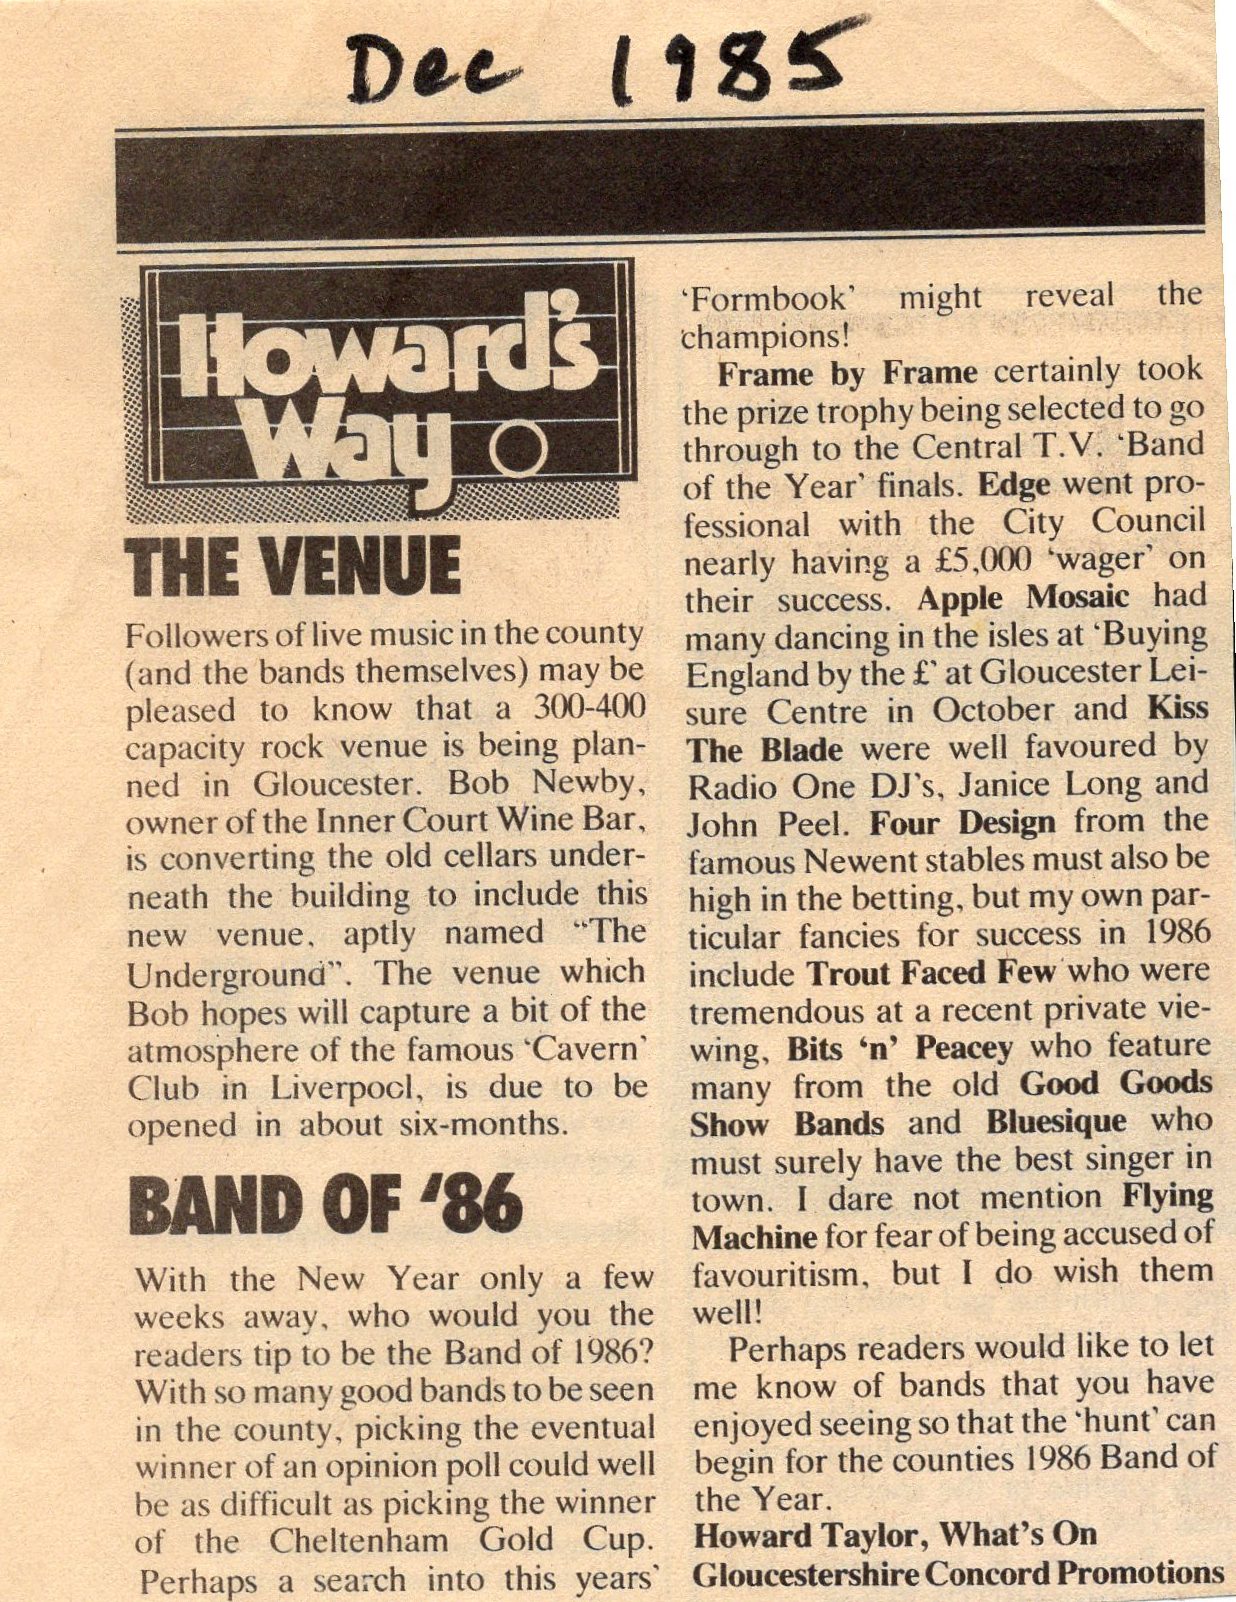 Dec 1985
Howard's
Way
THE VENUE
Followers of live music in the county
(and the bands themselves) may be
pleased to know that a 300-400
capacity rock venue is being plan-
ned in Gloucester. Bob Newby,
owner of the Inner Court Wine Bar,
is converting the old cellars under-
neath the building to include this
new venue, aptly named “The
Underground”. The venue which
Bob hopes will capture a bit of the
atmosphere of the famous ‘Cavern’
Club in Liverpool, is due to be
opened in about six-months.
BAND OF ‘86
With the New Year only a few
weeks away, who would you the
readers tip to be the Band of 1986?
With so many good bands to be seen
in the county, picking the eventual
winner of an opinion poll could well
be as difficult as picking the winner
of the Cheltenham Gold Cup.
Perhaps a search into this years’
‘Formbook’ might reveal the
champions!
Frame by Frame certainly took
the prize trophy being selected to go
through to the Central T.V. ‘Band
of the Year’ finals. Edge went pro-
fessional with the City Council
nearly having a £5,000 ‘wager’ on
their success. Apple Mosaic had
many dancing in the isles at ‘Buying
England by the £’ at Gloucester Lei-
sure Centre in October and Kiss
The Blade were well favoured by
Radio One DJ’s, Janice Long and
John Peel. Four Design from the
famous Newent stables must also be
high in the betting, but my own par-
ticular fancies for success in 1986
include Trout Faced Few who were
tremendous at a recent private vie-
wing, Bits ‘n’ Peacey who feature
many from the old Good Goods
Show Bands and Bluesique who
must surely have the best singer in
town. I dare not mention Flying
Machine for fear of being accused of
favouritism, but I do wish them
well!
Perhaps readers would like to let
me know of bands that you have
enjoyed seeing so that the ‘hunt’ can
begin for the counties 1986 Band of
the Year.
Howard Taylor, What’s On
Gloucestershire Concord Promotions